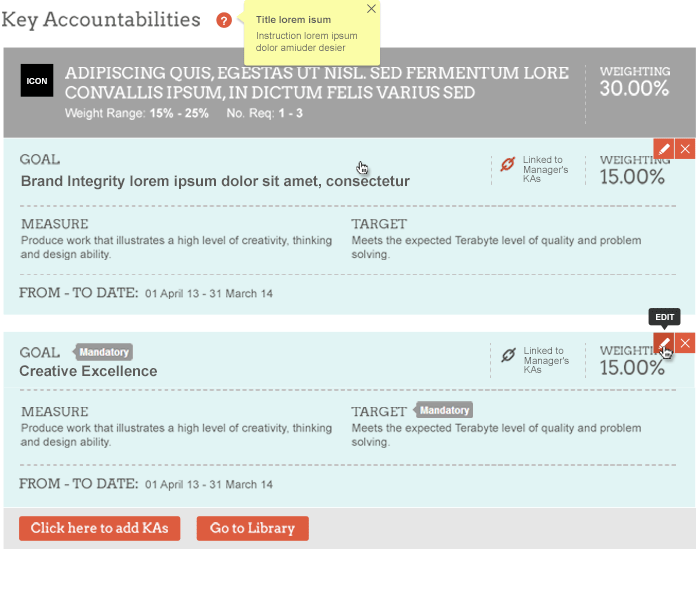 Key Accountabilities ?
Title lorem isum
Instruction lorem ipsum
dolor amiuder desier
ICON
ADIPISCING QUIS, EGESTAS UT NISL. SED FERMENTUM LORE
CONVALLIS IPSUM, IN DICTUM FELIS VARIUS SED
Weight Range: 15% - 25% No. Req: 1 - 3
WEIGHTING
30.00%
GOAL
Brand Integrity lorem ipsum dolor sit amet, consectetur
Linked to
Manager's
KAs
WEIGHTING
15.00%
MEASURE
Produce work that illustrates a high level of creativity, thinking
and design ability.
TARGET
Meets the expected Terabyte level of quality and problem
solving.
FROM - TO DATE: 01 April 13 - 31 March 14
EDIT
GOAL Mandatory
Creative Excellence
Linked to
Manager's
KAs
WEIGHTING
15.00%
MEASURE
Produce work that illustrates a high level of creativity, thinking
and design ability.
TARGET Mandatory
Meets the expected Terabyte level of quality and problem
solving.
FROM - TO DATE: 01 April 13 - 31 March 14
Click here to add KAs
Go to Library